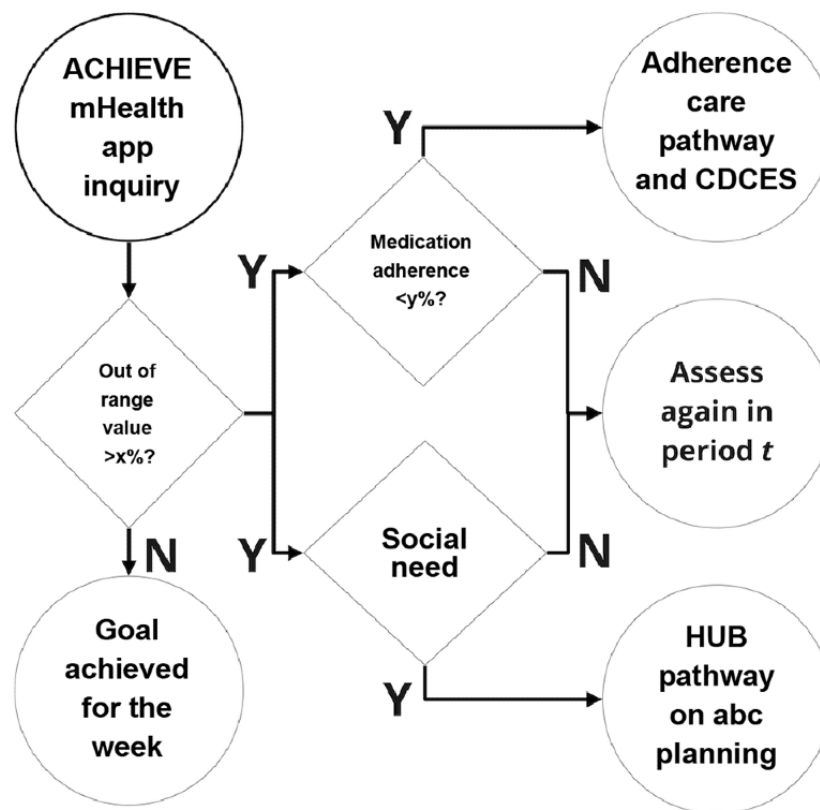 ACHIEVE
mHealth
app
inquiry
Y
Adherence
care
pathway
and CDCES
Y
Medication
adherence
<y%?
N
Out of
range
value
>x%?
Assess
again in
period t
N
Y
Social
need
N
Goal
achieved
for the
week
Y
HUB
pathway
on abc
planning